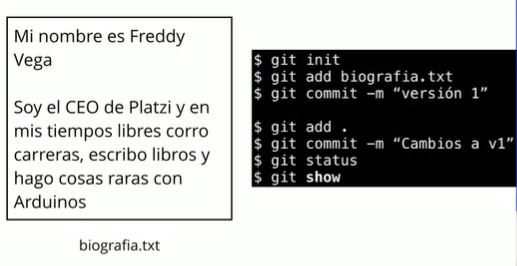 Mi nombre es Freddy
Vega
Soy el CEO de Platzi y en
mis tiempos libres corro
carreras, escribo libros y
hago cosas raras con
Arduinos
biografia.txt
$ git init
$ git add biografia.txt
$ git commit -m “versión 1”
$ git add .
$ git commit -m “Cambios a v1”
$ git status
$ git show